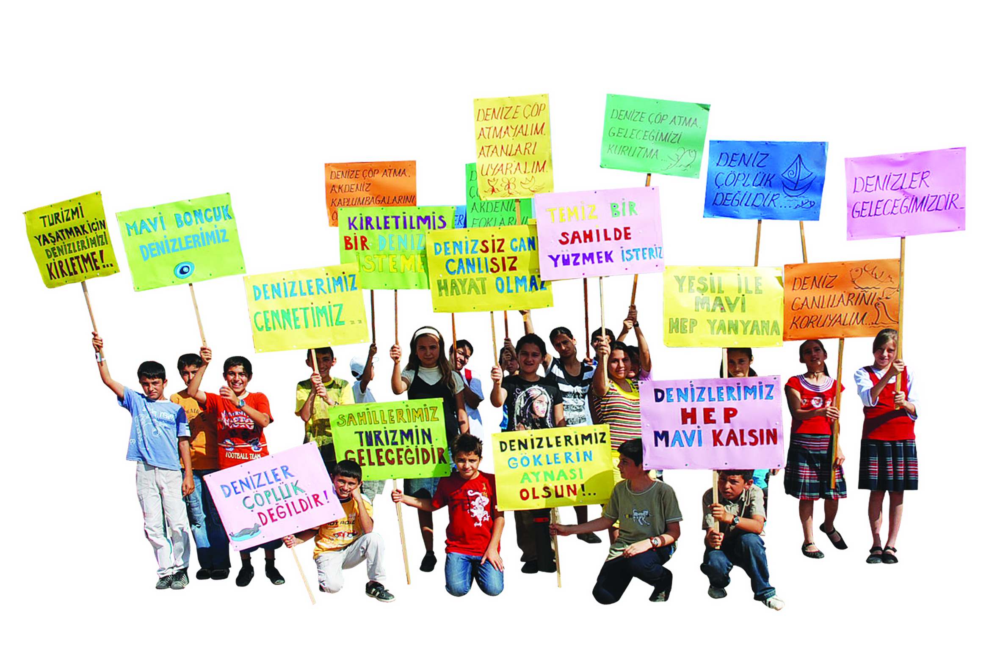 DENİZE ÇÖP
ATMAYALIM.
ATANLARI
UYARALIM.
DENİZE ÇÖP ATMA.
GELECEĞİMİZİ
KURUTMA...
DENİZ
ÇÖPLÜK
DEĞİLDİR....
DENİZLER
GELECEĞİMİZDİR..
DENİZE ÇÖP ATMA.
AKDENİZ
KAPLUMBAĞALARINI
AKDENİZ
FOKLARINI
TURİZMİ
YAŞATMAK İÇİN
DENİZLERİMİZİ
KİRLETME!..
MAVİ BONCUK
DENİZLERİMİZ
KİRLETİLMİŞ
BİR DENİZ
İSTEME
DENİZSİZ CAN
CANLISIZ
HAYAT OLMAZ
TEMİZ BİR
SAHİLDE
YÜZMEK İSTERİZ
DENİZLERİMİZ
CENNETİMİZ...
YEŞİL İLE
MAVİ
HEP YANYANA
DENİZ
CANLILARINI
KORUYALIM...
SAHİLLERİMİZ
TURİZMİN
GELECEĞİDİR
DENİZLERİMİZ
HEP
MAVİ KALSIN
DENİZLERİMİZ
GÖKLERİN
AYNASI
OLSUN!..
DENİZLER
ÇÖPLÜK
DEĞİLDİR!
FOOTBALL TEAM